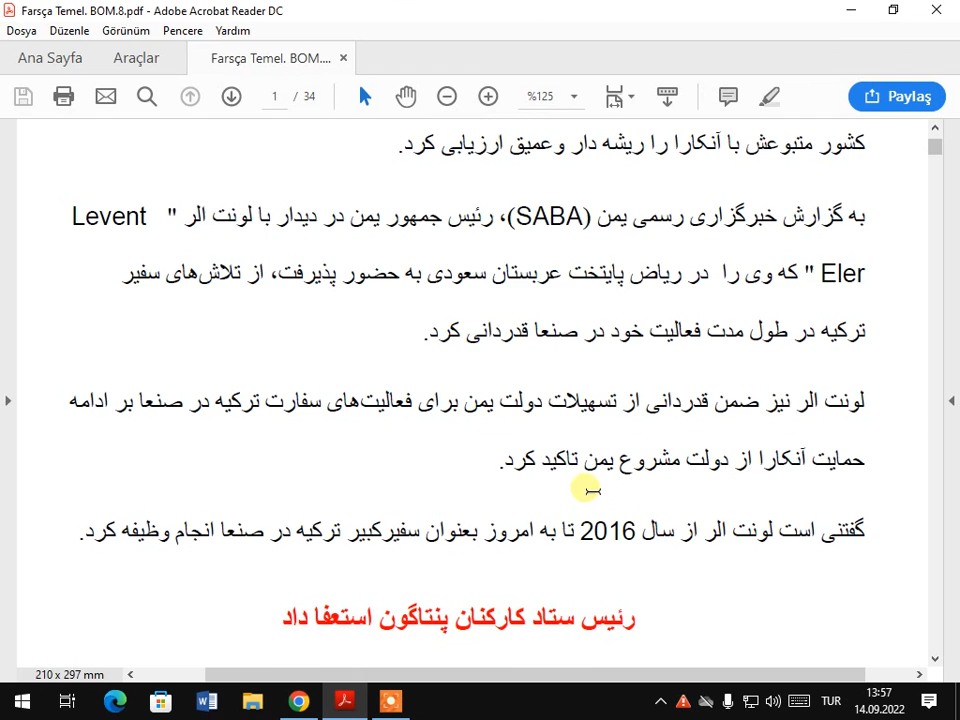 Farsça Temel. BOM.8.pdf - Adobe Acrobat Reader DC
Dosya Düzenle Görünüm Pencere Yardım
Ana Sayfa Araçlar Farsça Temel. BOM....
1 / 34 %125 Paylaş
کشور متبوعش با آنکارا را ریشه دار وعمیق ارزیابی کرد.
به گزارش خبرگزاری رسمی یمن (SABA)، رئیس جمهور یمن در دیدار با لونت الر " Levent
Eler " که وی را در ریاض پایتخت عربستان سعودی به حضور پذیرفت، از تلاش‌های سفیر
ترکیه در طول مدت فعالیت خود در صنعا قدردانی کرد.
لونت الر نیز ضمن قدردانی از تسهیلات دولت یمن برای فعالیت‌های سفارت ترکیه در صنعا بر ادامه
حمایت آنکارا از دولت مشروع یمن تاکید کرد.
گفتنی است لونت الر از سال 2016 تا به امروز بعنوان سفیرکبیر ترکیه در صنعا انجام وظیفه کرد.
رئیس ستاد کارکنان پنتاگون استعفا داد
210 x 297 mm
TUR 13:57
14.09.2022